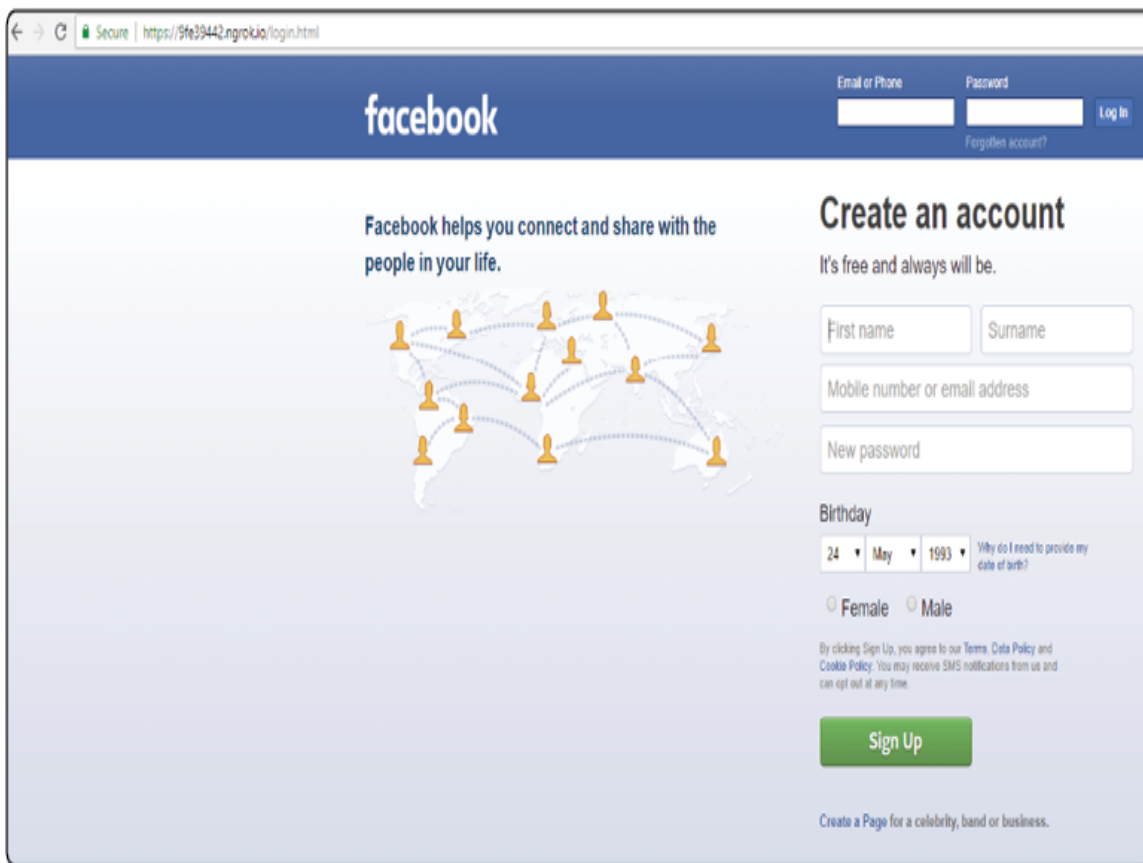 Secure | https://9fe39442.ngrok.io/login.html
Email or Phone Password
facebook
Log In
Forgotten account?
Facebook helps you connect and share with the
people in your life.
Create an account
It's free and always will be.
First name Surname
Mobile number or email address
New password
Birthday
24 May 1993 Why do I need to provide my
date of birth?
Female Male
By clicking Sign Up, you agree to our Terms, Data Policy and
Cookie Policy. You may receive SMS notifications from us and
can opt out at any time.
Sign Up
Create a Page for a celebrity, band or business.